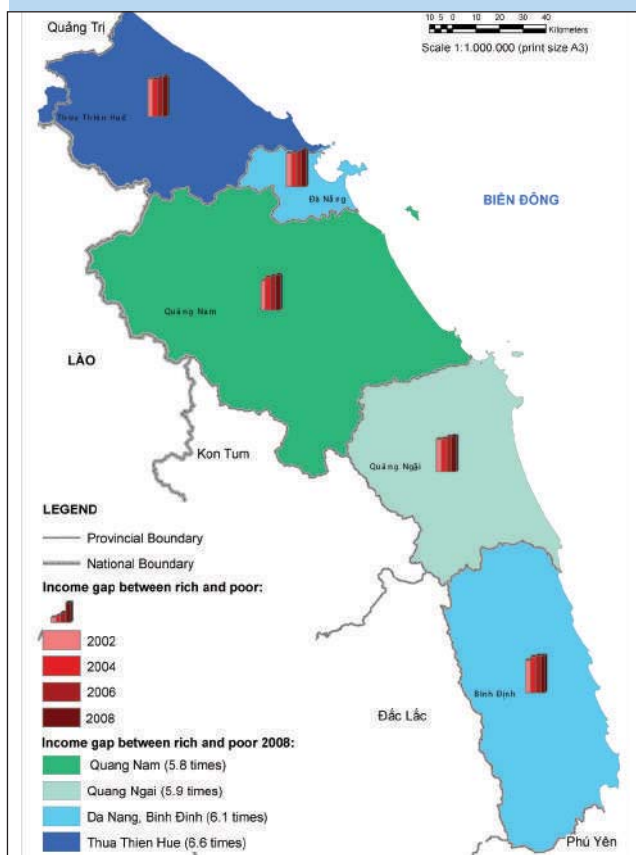 Quảng Trị
10 5 0 10 20 30 40
Kilometers
Scale 1:1.000.000 (print size A3)
Thua Thien Huế
Đà Nẵng
BIỂN ĐÔNG
Quảng Nam
LÀO
Kon Tum
Quảng Ngãi
LEGEND
Provincial Boundary
National Boundary
Income gap between rich and poor:
2002
2004
2006
2008
Bình Định
Đắc Lắc
Income gap between rich and poor 2008:
Quang Nam (5.8 times)
Quang Ngai (5.9 times)
Da Nang, Binh Đinh (6.1 times)
Thua Thien Hue (6.6 times)
Phú Yên